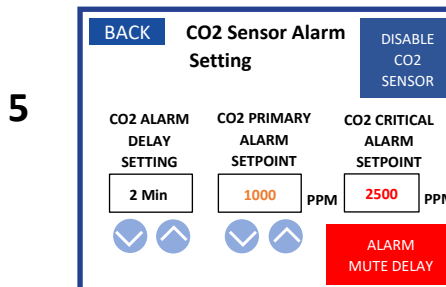 BACK
CO2 Sensor Alarm
Setting
DISABLE
CO2
SENSOR
5
CO2 ALARM
DELAY
SETTING
CO2 PRIMARY
ALARM
SETPOINT
CO2 CRITICAL
ALARM
SETPOINT
2 Min
1000 PPM
2500 PPM
ALARM
MUTE DELAY